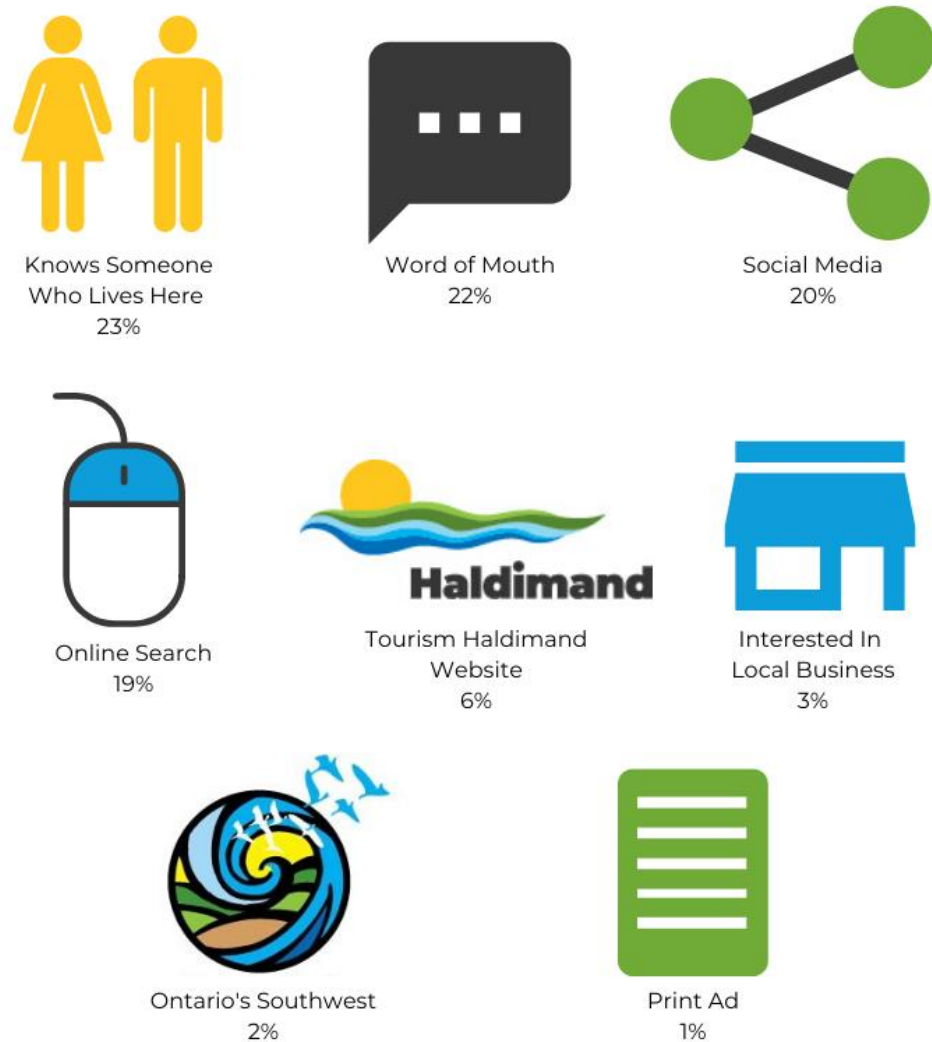 Knows Someone
Who Lives Here
23%
Word of Mouth
22%
Social Media
20%
Online Search
19%
Haldimand
Tourism Haldimand
Website
6%
Interested In
Local Business
3%
Ontario's Southwest
2%
Print Ad
1%